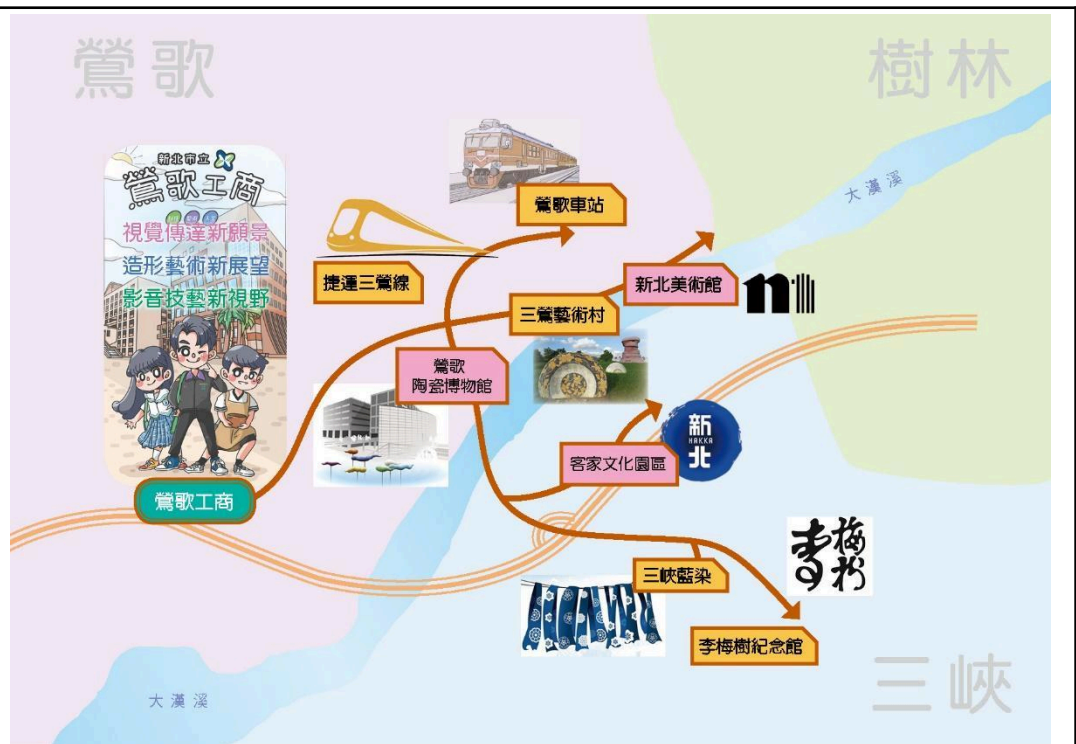 鶯歌
樹林
新北市立
鶯歌工商
視覺傳達新願景
造形藝術新展望
影音技藝新視野
鶯歌車站
大漢溪
捷運三鶯線
新北美術館
三鶯藝術村
鶯歌
陶瓷博物館
新
HAKKA
北
客家文化園區
鶯歌工商
李梅樹
三峽藍染
李梅樹紀念館
三峽
大漢溪